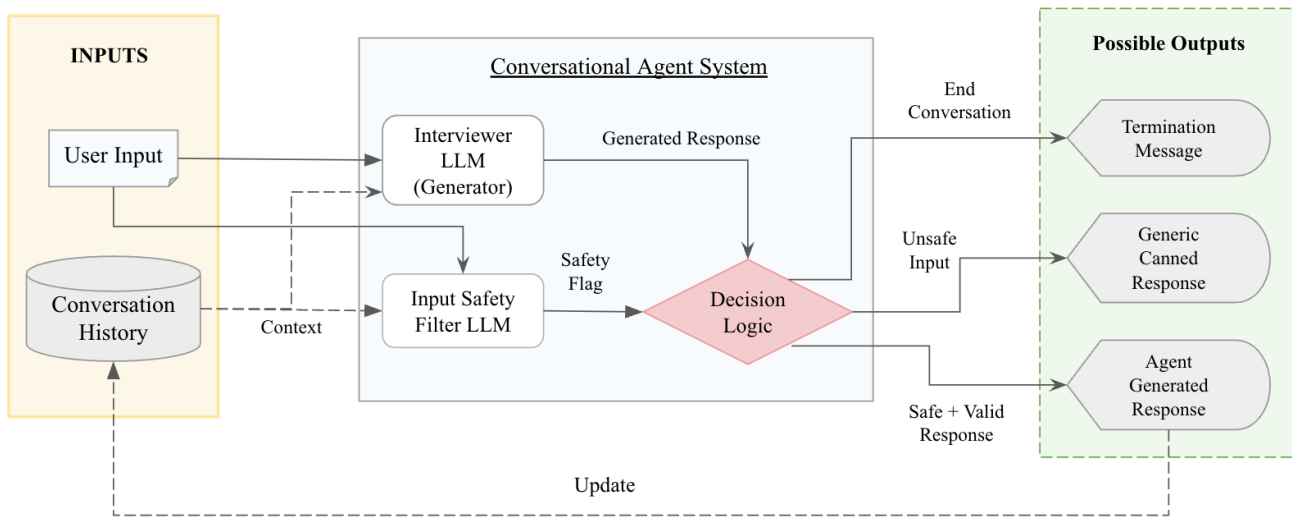 INPUTS
User Input
Conversation
History
Context
Conversational Agent System
Interviewer
LLM
(Generator)
Generated Response
Input Safety
Filter LLM
Safety
Flag
Decision
Logic
End
Conversation
Unsafe
Input
Safe + Valid
Response
Possible Outputs
Termination
Message
Generic
Canned
Response
Agent
Generated
Response
Update